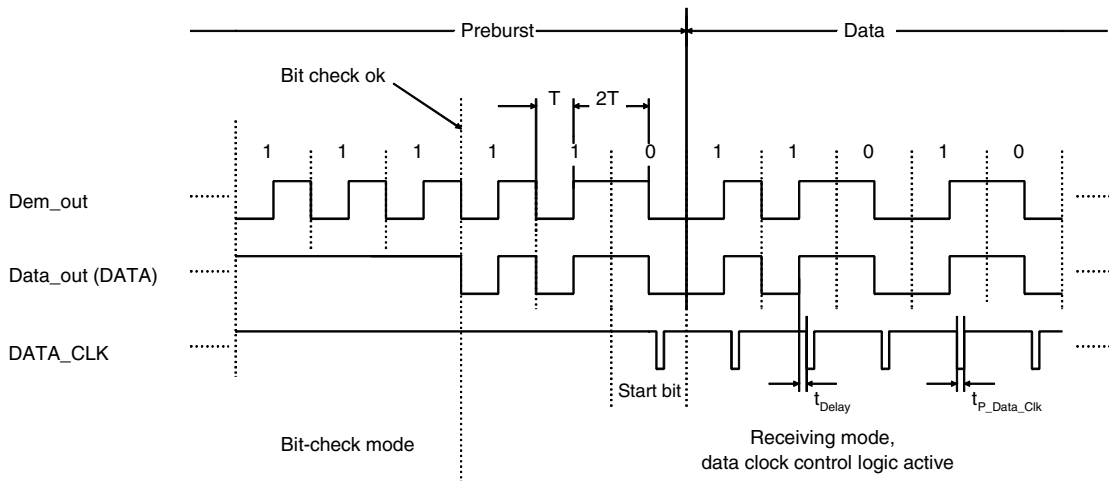 Preburst
Data
Bit check ok
T
2T
1 1 1 1 1 0 1 1 0 1 0
Dem_out
Data_out (DATA)
DATA_CLK
Start bit
tDelay
tP_Data_Clk
Bit-check mode
Receiving mode,
data clock control logic active